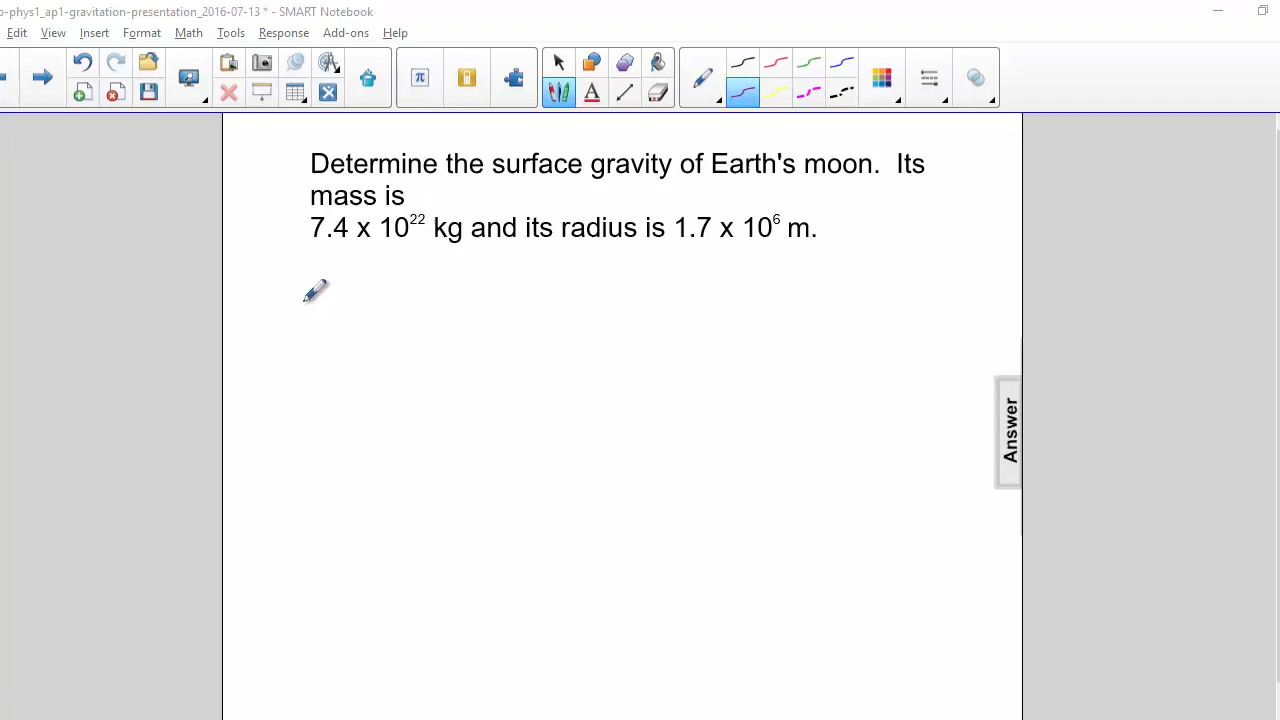 o-phys1_ap1-gravitation-presentation_2016-07-13 * - SMART Notebook
Edit View Insert Format Math Tools Response Add-ons Help
π
A
Determine the surface gravity of Earth's moon. Its
mass is
7.4 x 10²² kg and its radius is 1.7 x 10⁶ m.
Answer